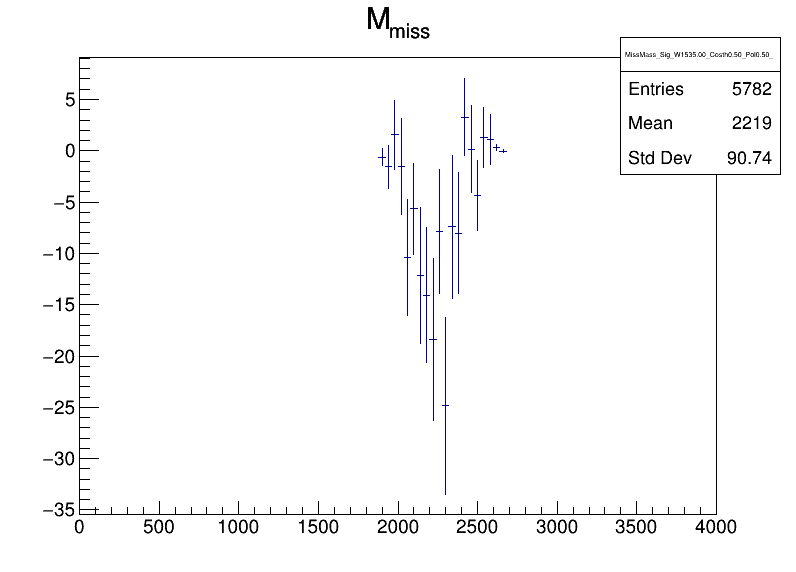 M_miss
MissMass_Sig_W1535.00_Costh0.50_Pol0.50_
Entries 5782
Mean 2219
Std Dev 90.74
5
0
−5
−10
−15
−20
−25
−30
−35
0 500 1000 1500 2000 2500 3000 3500 4000